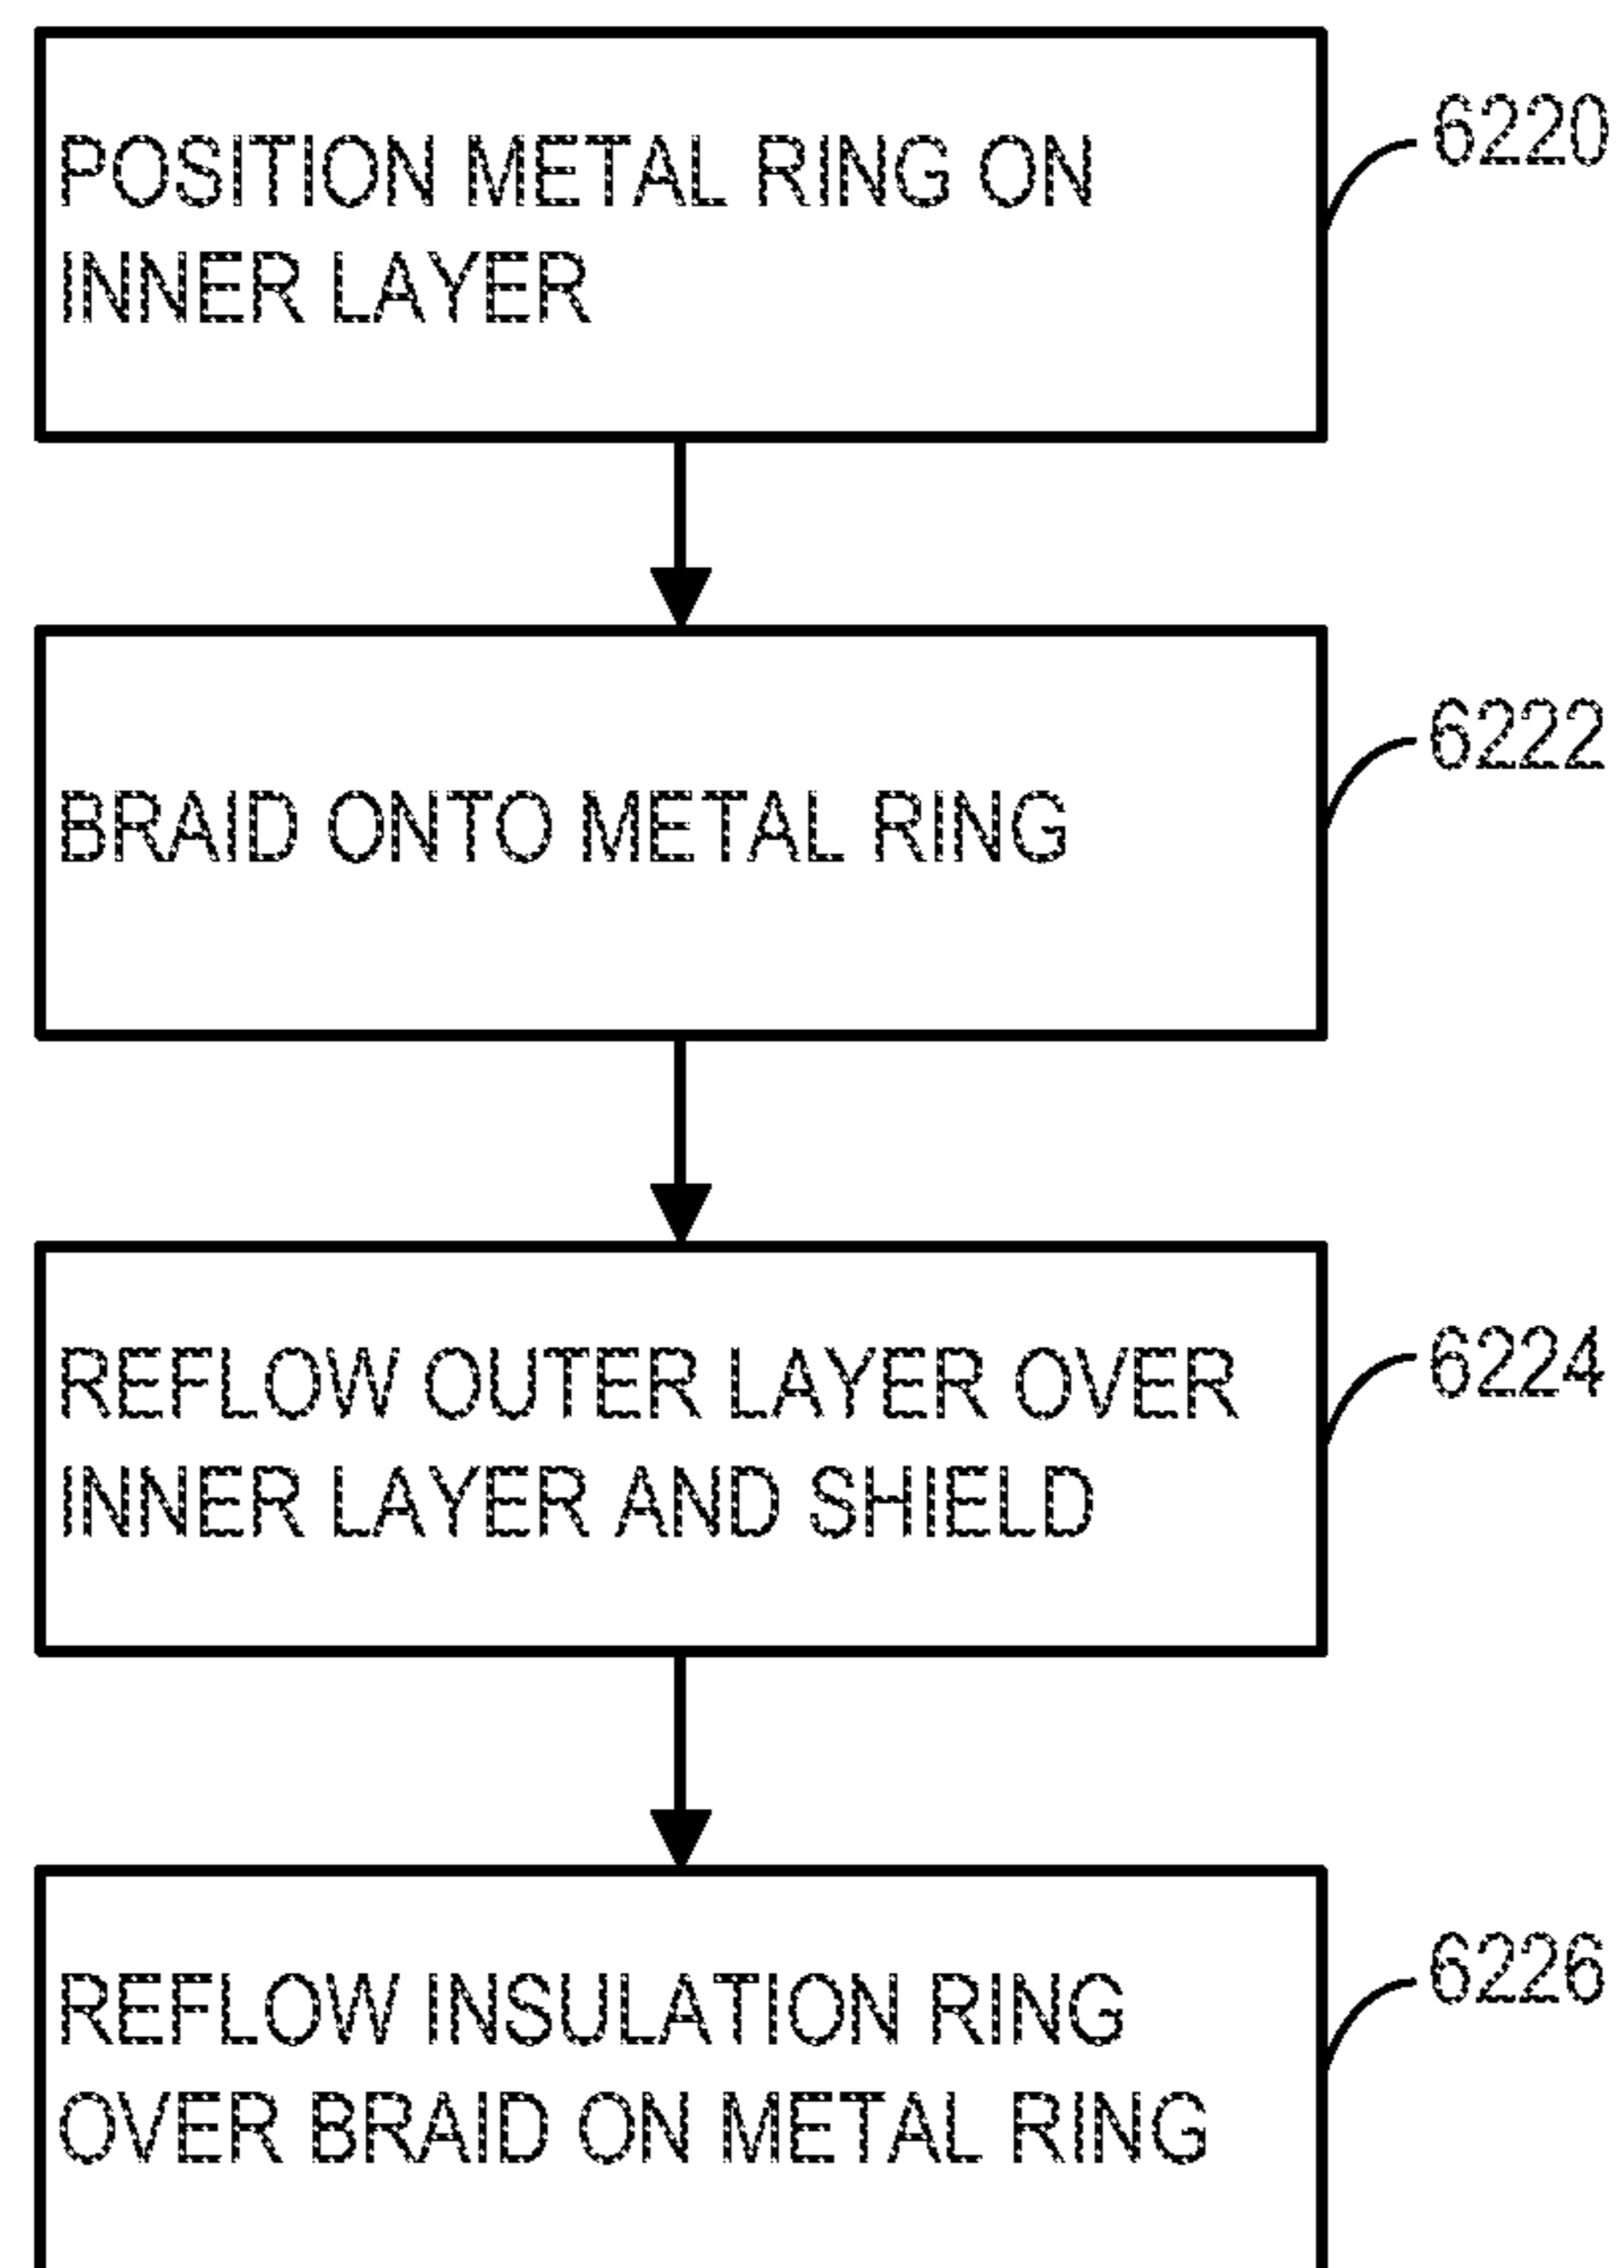 POSITION METAL RING ON
INNER LAYER
6220
BRAID ONTO METAL RING
6222
REFLOW OUTER LAYER OVER
INNER LAYER AND SHIELD
6224
REFLOW INSULATION RING
OVER BRAID ON METAL RING
6226